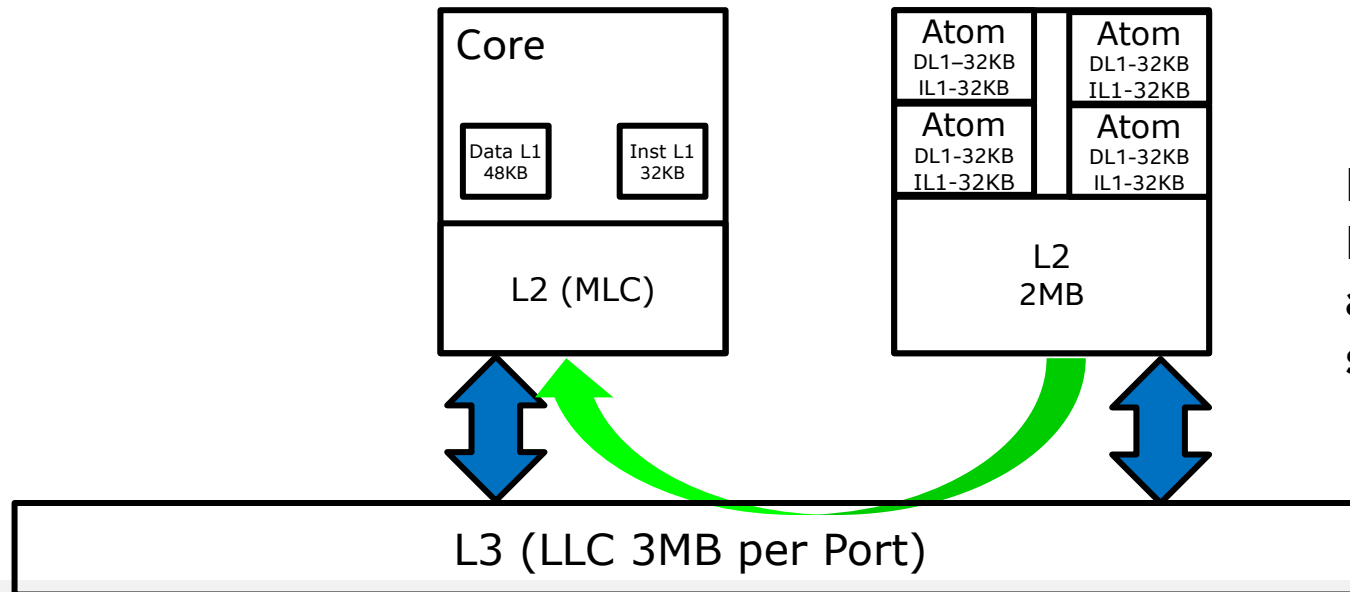 Core
Data L1
48KB
Inst L1
32KB
L2 (MLC)
Atom
DL1–32KB
IL1-32KB
Atom
DL1-32KB
IL1-32KB
Atom
DL1-32KB
IL1-32KB
Atom
DL1-32KB
IL1-32KB
L2
2MB
L3 (LLC 3MB per Port)